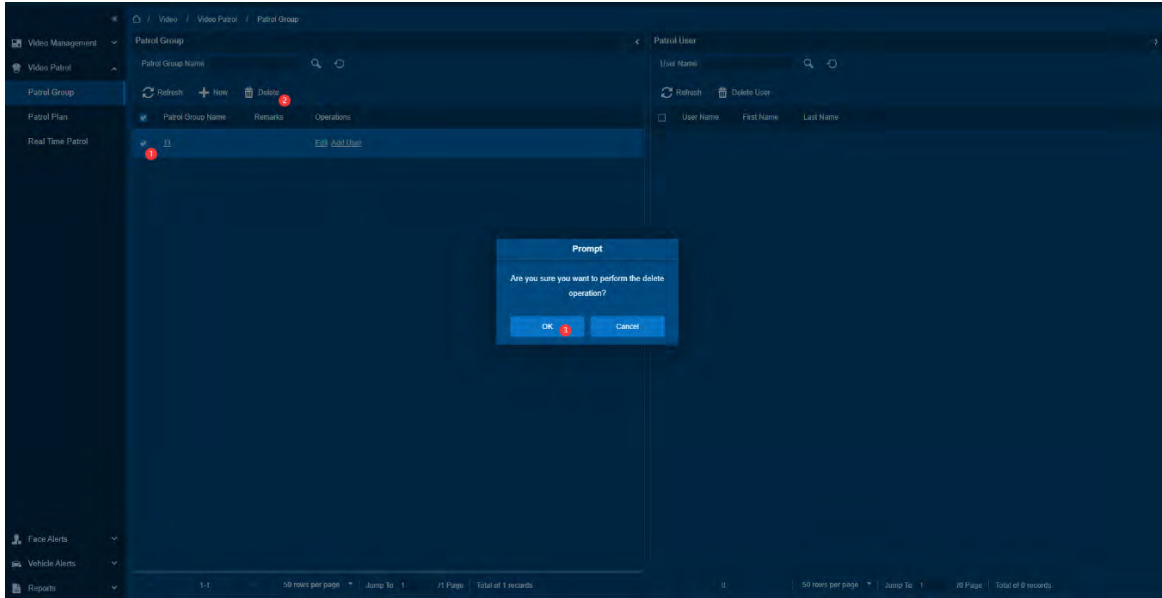 Video / Video Patrol / Patrol Group
Video Management
Video Patrol
Patrol Group
Patrol Plan
Real Time Patrol
Face Alerts
Vehicle Alerts
Reports
Patrol Group
Patrol Group Name
Refresh New Delete
2
Patrol Group Name Remarks Operations
11 Edit Add User
1
1-1 50 rows per page Jump To 1 /1 Page Total of 1 records
Patrol User
User Name
Refresh Delete User
User Name First Name Last Name
0 50 rows per page Jump To 1 /0 Page Total of 0 records
Prompt
Are you sure you want to perform the delete
operation?
OK 3 Cancel